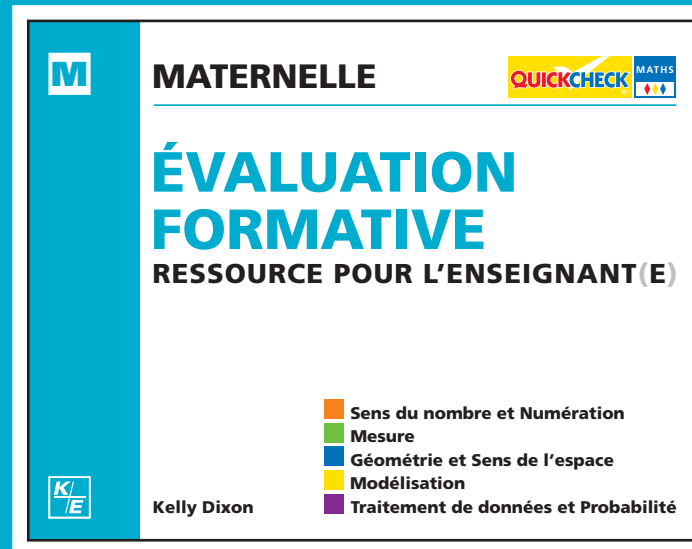 M
MATERNELLE
QUICKCHECK
MATHS
ÉVALUATION
FORMATIVE
RESSOURCE POUR L’ENSEIGNANT(E)
Sens du nombre et Numération
Mesure
Géométrie et Sens de l’espace
Modélisation
Traitement de données et Probabilité
K/E
Kelly Dixon